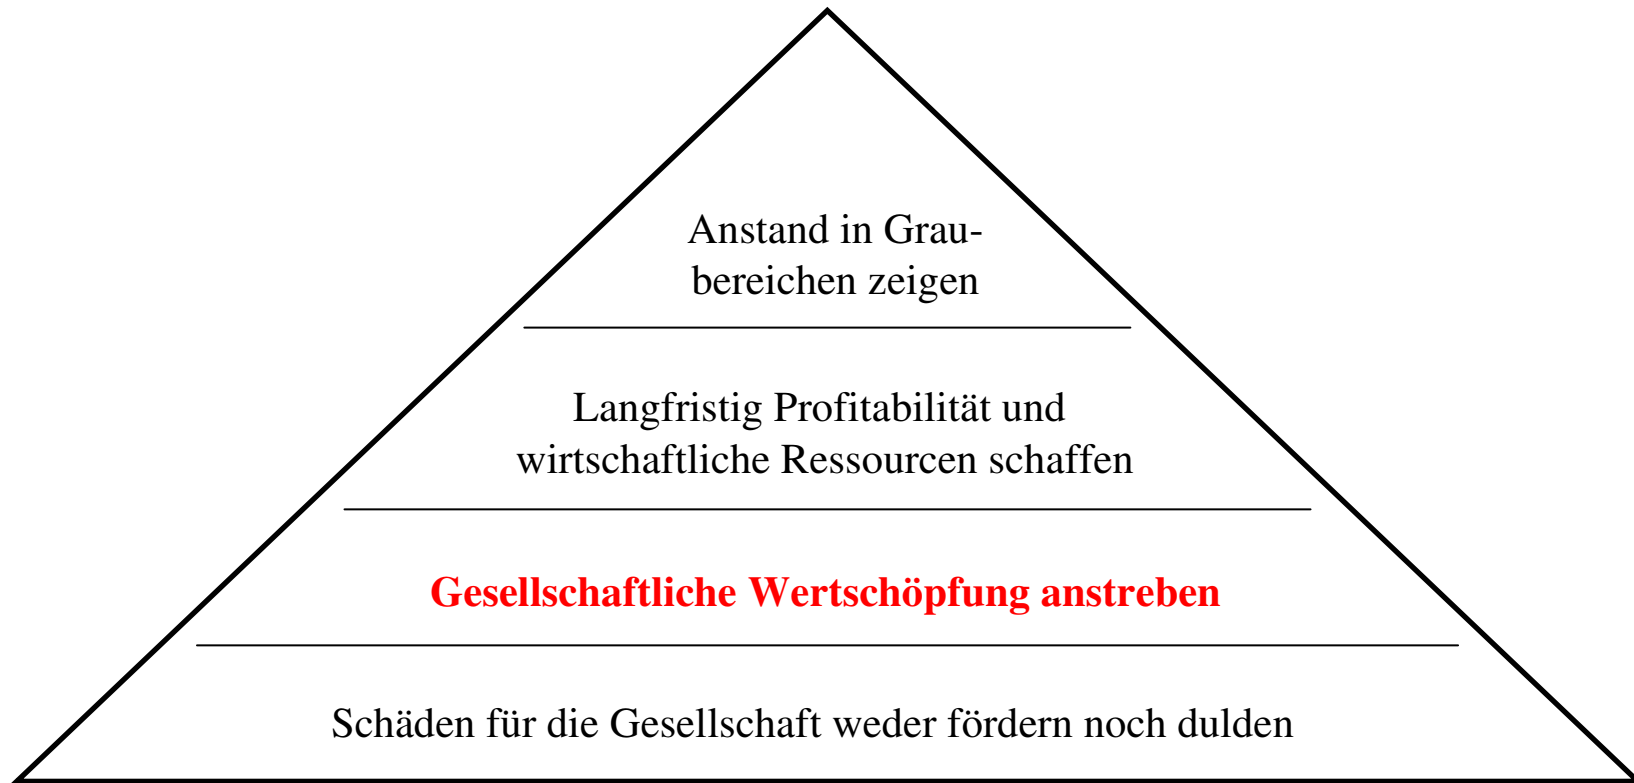 Anstand in Grau-
bereichen zeigen
Langfristig Profitabilität und
wirtschaftliche Ressourcen schaffen
Gesellschaftliche Wertschöpfung anstreben
Schäden für die Gesellschaft weder fördern noch dulden